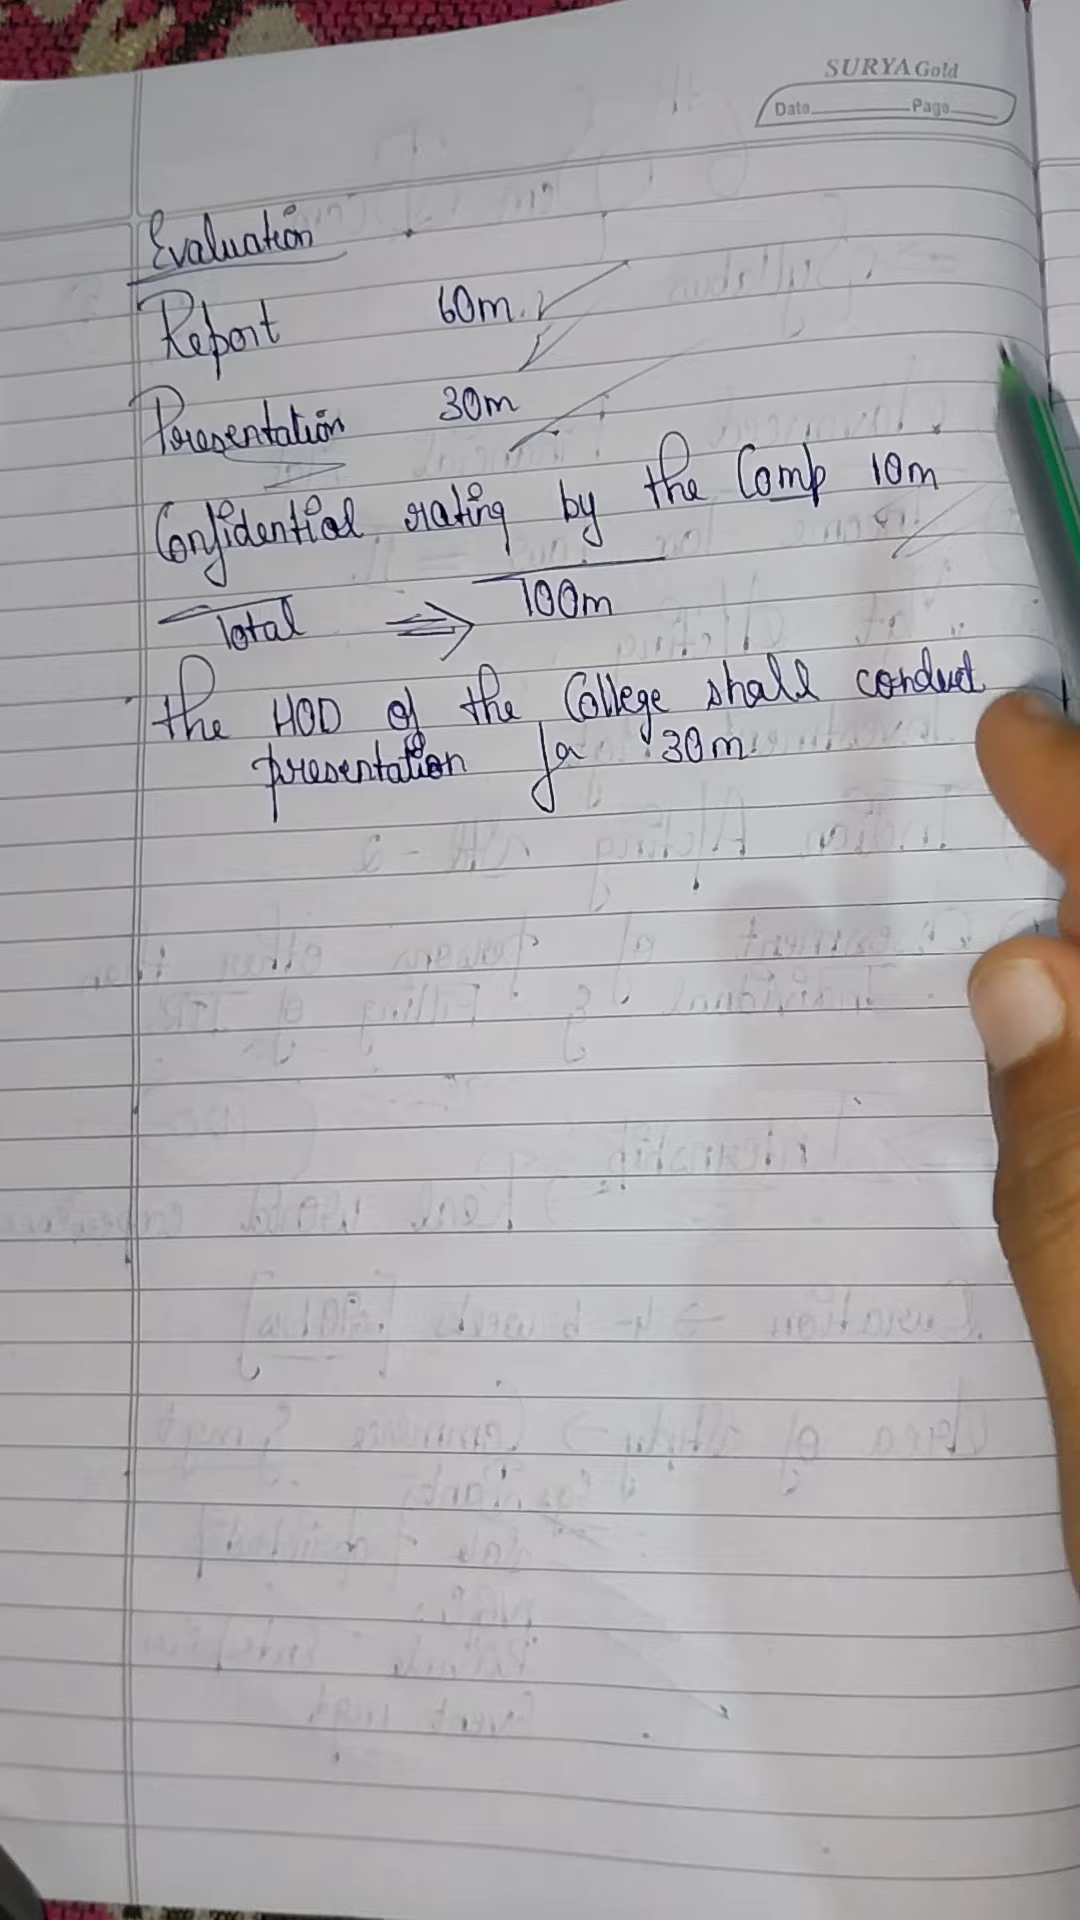 SURYA Gold
Date Page
Evaluation
Report 60m.
Presentation 30m
Confidential rating by the Comp 10m
Total ⇒ 100m
the HOD of the College shall conduct
presentation for 30m.